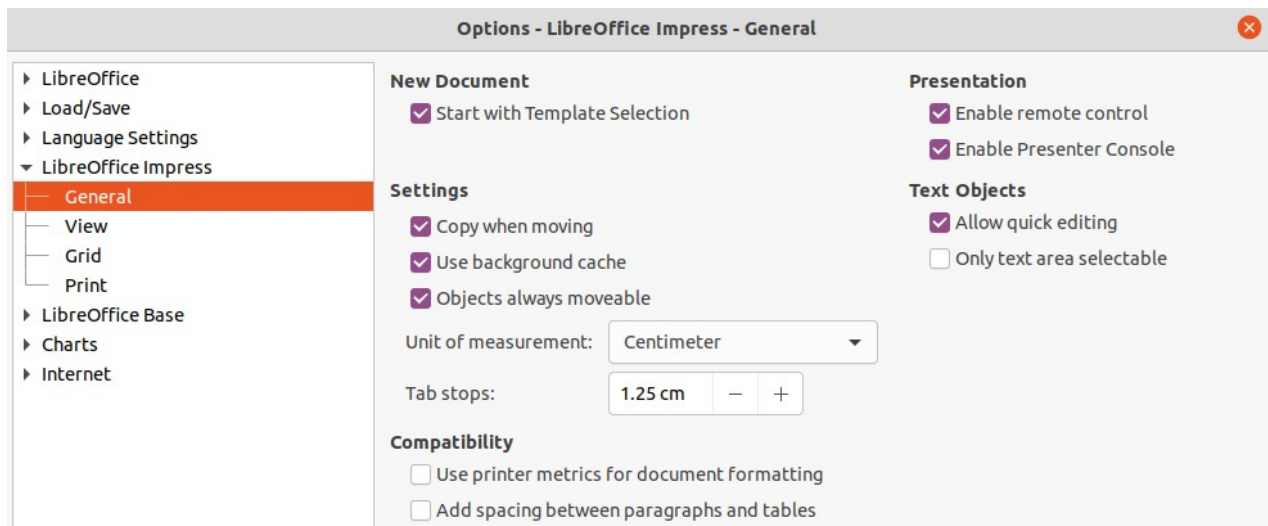 Options - LibreOffice Impress - General
LibreOffice
Load/Save
Language Settings
LibreOffice Impress
General
View
Grid
Print
LibreOffice Base
Charts
Internet
New Document
Start with Template Selection
Settings
Copy when moving
Use background cache
Objects always moveable
Unit of measurement: Centimeter
Tab stops: 1.25 cm − +
Compatibility
Use printer metrics for document formatting
Add spacing between paragraphs and tables
Presentation
Enable remote control
Enable Presenter Console
Text Objects
Allow quick editing
Only text area selectable